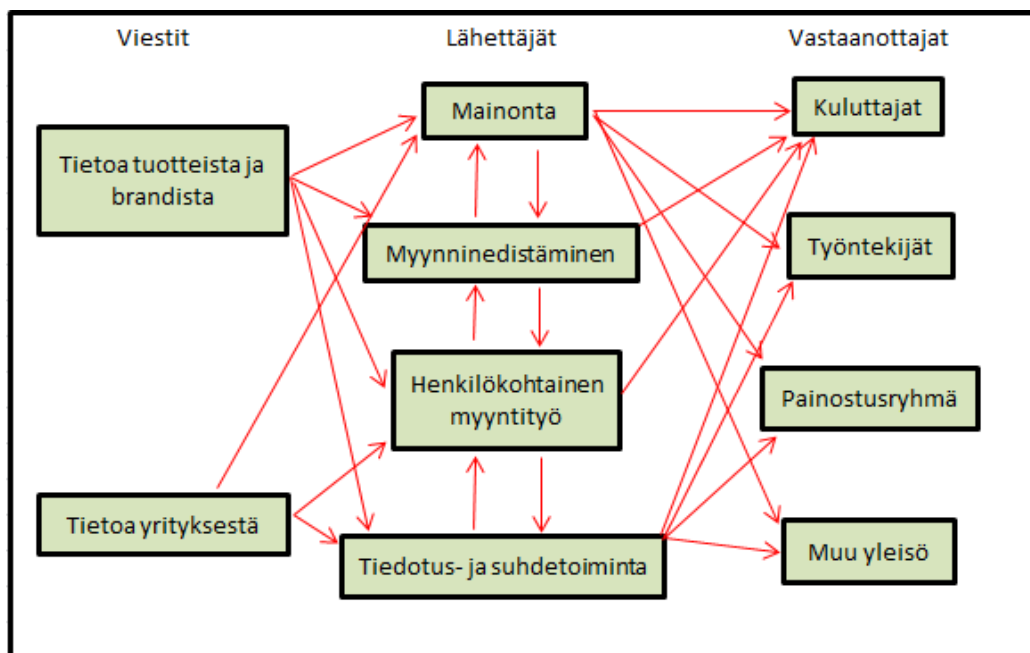 Viestit
Lähettäjät
Vastaanottajat
Tietoa tuotteista ja
brandista
Tietoa yrityksestä
Mainonta
Myynninedistäminen
Henkilökohtainen
myyntityö
Tiedotus- ja suhdetoiminta
Kuluttajat
Työntekijät
Painostusryhmä
Muu yleisö